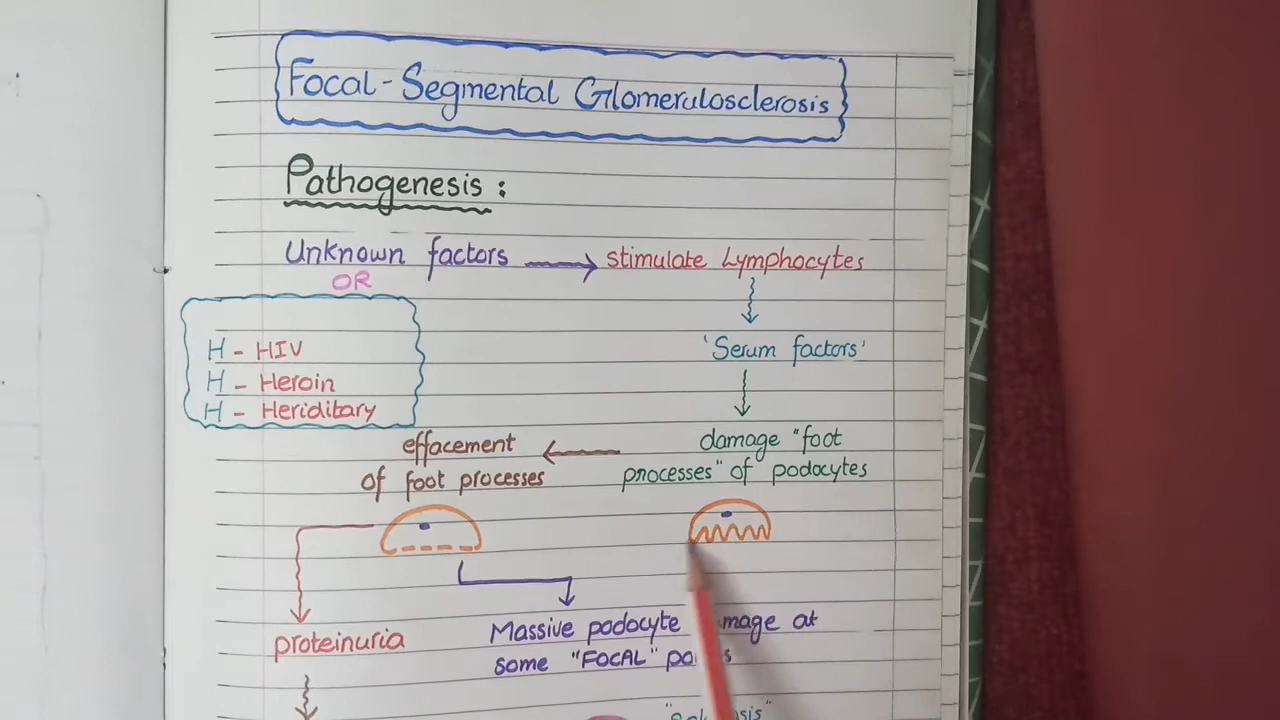 Focal-Segmental Glomerulosclerosis
Pathogenesis :
Unknown factors → stimulate Lymphocytes
OR
H - HIV
H - Heroin
H - Heriditary
'Serum factors'
damage "foot
processes" of podocytes
effacement
of foot processes
proteinuria
Massive podocyte
some "FOCAL"
at